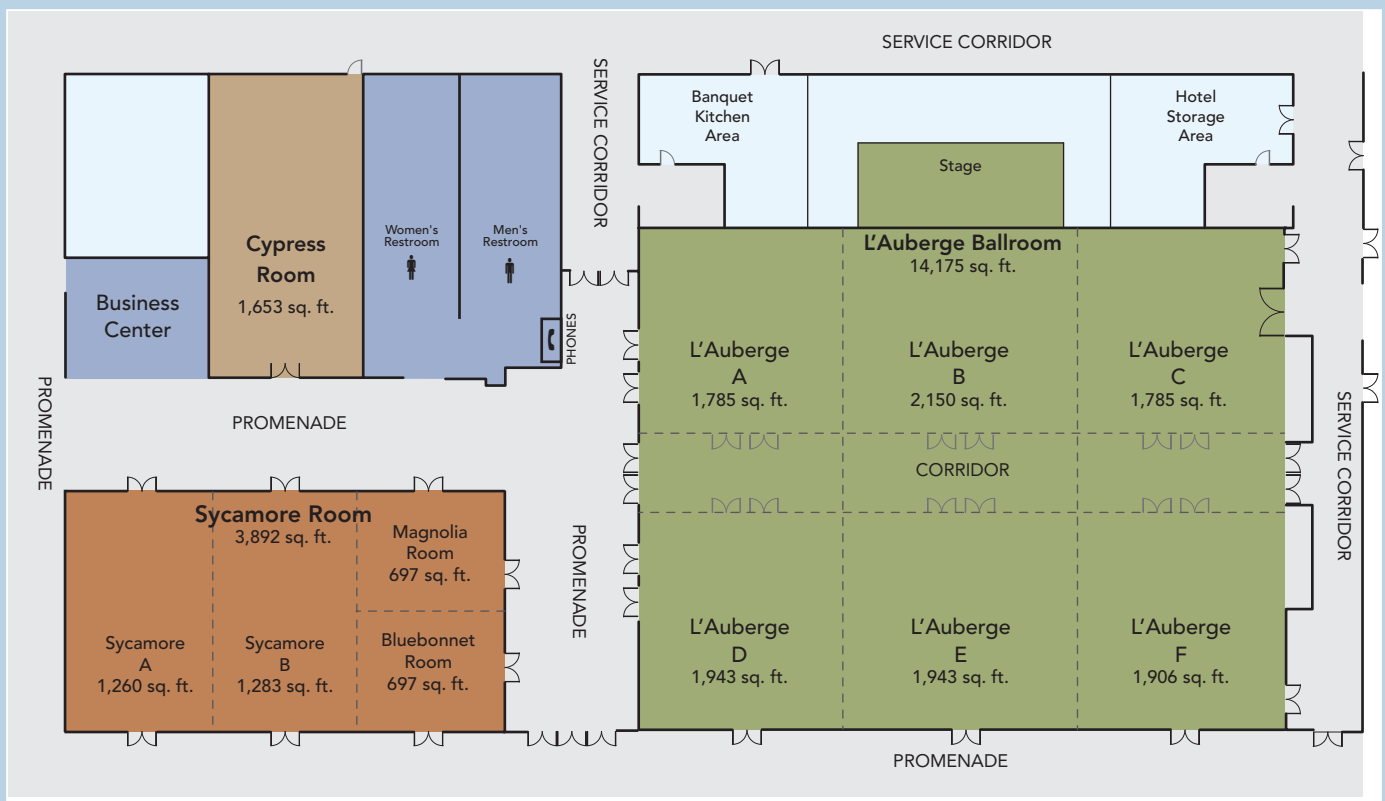 SERVICE CORRIDOR
SERVICE CORRIDOR
Banquet
Kitchen
Area
Hotel
Storage
Area
Stage
Cypress
Room
1,653 sq. ft.
Women's
Restroom
Men's
Restroom
Business
Center
PHONES
L'Auberge Ballroom
14,175 sq. ft.
L'Auberge
A
1,785 sq. ft.
L'Auberge
B
2,150 sq. ft.
L'Auberge
C
1,785 sq. ft.
PROMENADE
PROMENADE
SERVICE CORRIDOR
CORRIDOR
Sycamore Room
3,892 sq. ft.
Magnolia
Room
697 sq. ft.
PROMENADE
Sycamore
A
1,260 sq. ft.
Sycamore
B
1,283 sq. ft.
Bluebonnet
Room
697 sq. ft.
L'Auberge
D
1,943 sq. ft.
L'Auberge
E
1,943 sq. ft.
L'Auberge
F
1,906 sq. ft.
PROMENADE